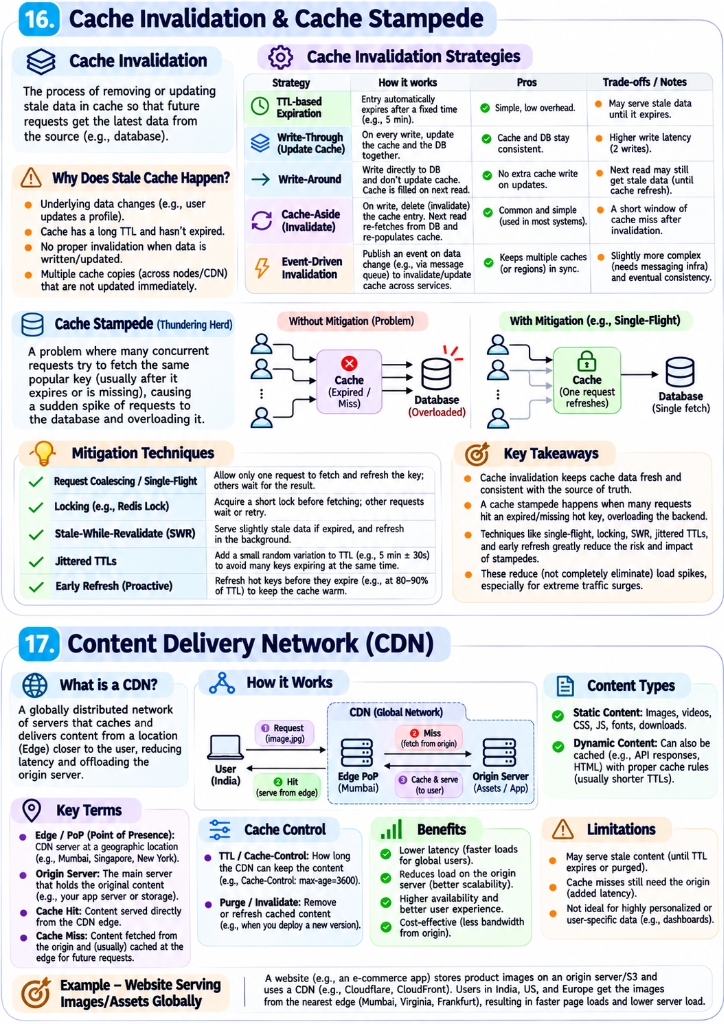 16. Cache Invalidation & Cache Stampede
Cache Invalidation
The process of removing or updating
stale data in cache so that future
requests get the latest data from
the source (e.g., database).
Why Does Stale Cache Happen?
Underlying data changes (e.g., user
updates a profile).
Cache has a long TTL and hasn't expired.
No proper invalidation when data is
written/updated.
Multiple cache copies (across nodes/CDN)
that are not updated immediately.
Cache Invalidation Strategies
Strategy How it works Pros Trade-offs / Notes
TTL-based
Expiration
Entry automatically
expires after a fixed time
(e.g., 5 min).
Simple, low overhead.
May serve stale data
until it expires.
Write-Through
(Update Cache)
On every write, update
the cache and the DB
together.
Cache and DB stay
consistent.
Higher write latency
(2 writes).
Write-Around
Write directly to DB
and don't update cache.
Cache is filled on next read.
No extra cache write
on updates.
Next read may still
get stale data (until
cache refresh).
Cache-Aside
(Invalidate)
On write, delete (invalidate)
the cache entry. Next read
re-fetches from DB and
re-populates cache.
Common and simple
(used in most systems).
A short window of
cache miss after
invalidation.
Event-Driven
Invalidation
Publish an event on data
change (e.g., via message
queue) to invalidate/update
cache across services.
Keeps multiple caches
(or regions) in sync.
Slightly more complex
(needs messaging infra)
and eventual consistency.
Cache Stampede (Thundering Herd)
A problem where many concurrent
requests try to fetch the same
popular key (usually after it
expires or is missing), causing
a sudden spike of requests to
the database and overloading it.
Without Mitigation (Problem)
Cache
(Expired /
Miss)
Database
(Overloaded)
With Mitigation (e.g., Single-Flight)
Cache
(One request
refreshes)
Database
(Single fetch)
Mitigation Techniques
Request Coalescing / Single-Flight
Allow only one request to fetch and refresh the key;
others wait for the result.
Locking (e.g., Redis Lock)
Acquire a short lock before fetching; other requests
wait or retry.
Stale-While-Revalidate (SWR)
Serve slightly stale data if expired, and refresh
in the background.
Jittered TTLs
Add a small random variation to TTL (e.g., 5 min ± 30s)
to avoid many keys expiring at the same time.
Early Refresh (Proactive)
Refresh hot keys before they expire (e.g., at 80–90%
of TTL) to keep the cache warm.
Key Takeaways
Cache invalidation keeps cache data fresh and
consistent with the source of truth.
A cache stampede happens when many requests
hit an expired/missing hot key, overloading the backend.
Techniques like single-flight, locking, SWR, jittered TTLs,
and early refresh greatly reduce the risk and impact
of stampedes.
These reduce (not completely eliminate) load spikes,
especially for extreme traffic surges.
17. Content Delivery Network (CDN)
What is a CDN?
A globally distributed network
of servers that caches and
delivers content from a location
(Edge) closer to the user, reducing
latency and offloading the
origin server.
How it Works
CDN (Global Network)
1 Request
(image.jpg)
2 Miss
(fetch from origin)
User
(India)
Edge PoP
(Mumbai)
Origin Server
(Assets / App)
2 Hit
(serve from edge)
3 Cache & serve
(to user)
Content Types
Static Content: Images, videos,
CSS, JS, fonts, downloads.
Dynamic Content: Can also be
cached (e.g., API responses,
HTML) with proper cache rules
(usually shorter TTLs).
Key Terms
Edge / PoP (Point of Presence):
CDN server at a geographic location
(e.g., Mumbai, Singapore, New York).
Origin Server: The main server
that holds the original content
(e.g., your app server or storage).
Cache Hit: Content served directly
from the CDN edge.
Cache Miss: Content fetched from
the origin and (usually) cached at the
edge for future requests.
Cache Control
TTL / Cache-Control: How long
the CDN can keep the content
(e.g., Cache-Control: max-age=3600).
Purge / Invalidate: Remove
or refresh cached content
(e.g., when you deploy a new version).
Benefits
Lower latency (faster loads
for global users).
Reduces load on the origin
server (better scalability).
Higher availability and
better user experience.
Cost-effective (less bandwidth
from origin).
Limitations
May serve stale content (until TTL
expires or purged).
Cache misses still need the origin
(added latency).
Not ideal for highly personalized or
user-specific data (e.g., dashboards).
Example – Website Serving
Images/Assets Globally
A website (e.g., an e-commerce app) stores product images on an origin server/S3 and
uses a CDN (e.g., Cloudflare, CloudFront). Users in India, US, and Europe get the images
from the nearest edge (Mumbai, Virginia, Frankfurt), resulting in faster page loads and lower server load.